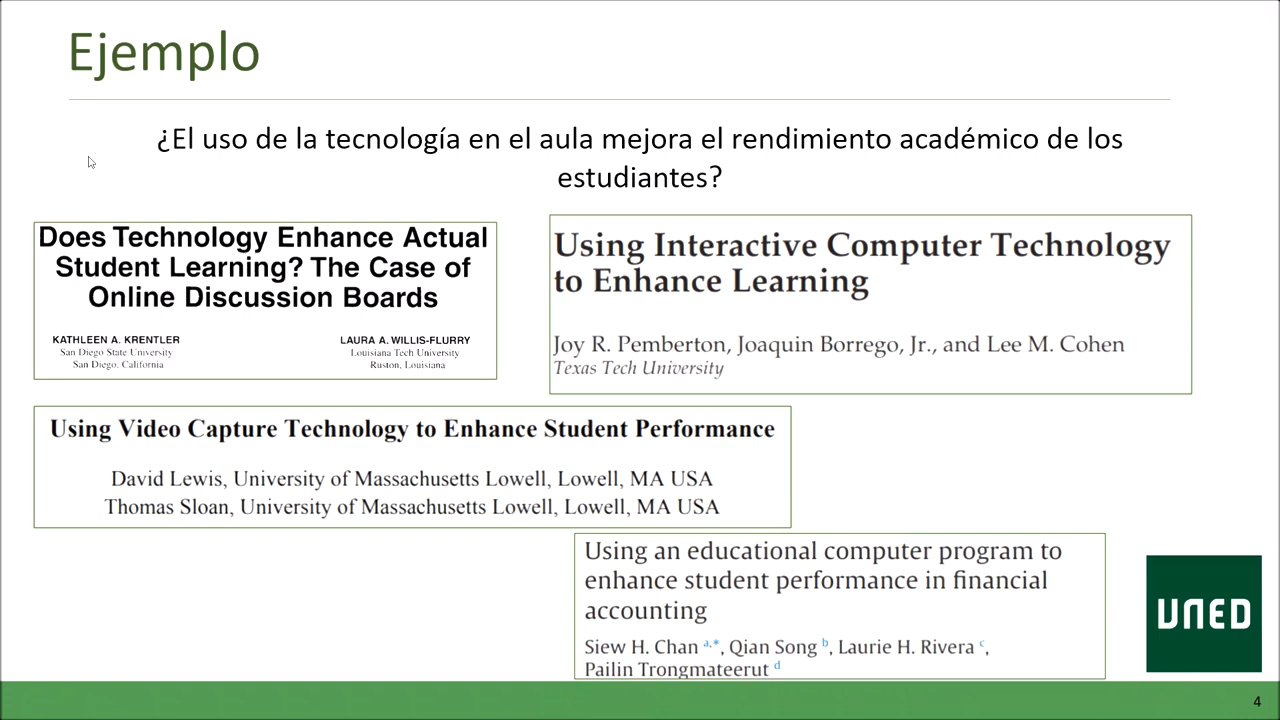 Ejemplo
¿El uso de la tecnología en el aula mejora el rendimiento académico de los
estudiantes?
Does Technology Enhance Actual
Student Learning? The Case of
Online Discussion Boards
KATHLEEN A. KRENTLER
San Diego State University
San Diego, California
LAURA A. WILLIS-FLURRY
Louisiana Tech University
Ruston, Louisiana
Using Interactive Computer Technology
to Enhance Learning
Joy R. Pemberton, Joaquin Borrego, Jr., and Lee M. Cohen
Texas Tech University
Using Video Capture Technology to Enhance Student Performance
David Lewis, University of Massachusetts Lowell, Lowell, MA USA
Thomas Sloan, University of Massachusetts Lowell, Lowell, MA USA
Using an educational computer program to
enhance student performance in financial
accounting
Siew H. Chan a,*, Qian Song b, Laurie H. Rivera c,
Pailin Trongmateerut d
UNED
4